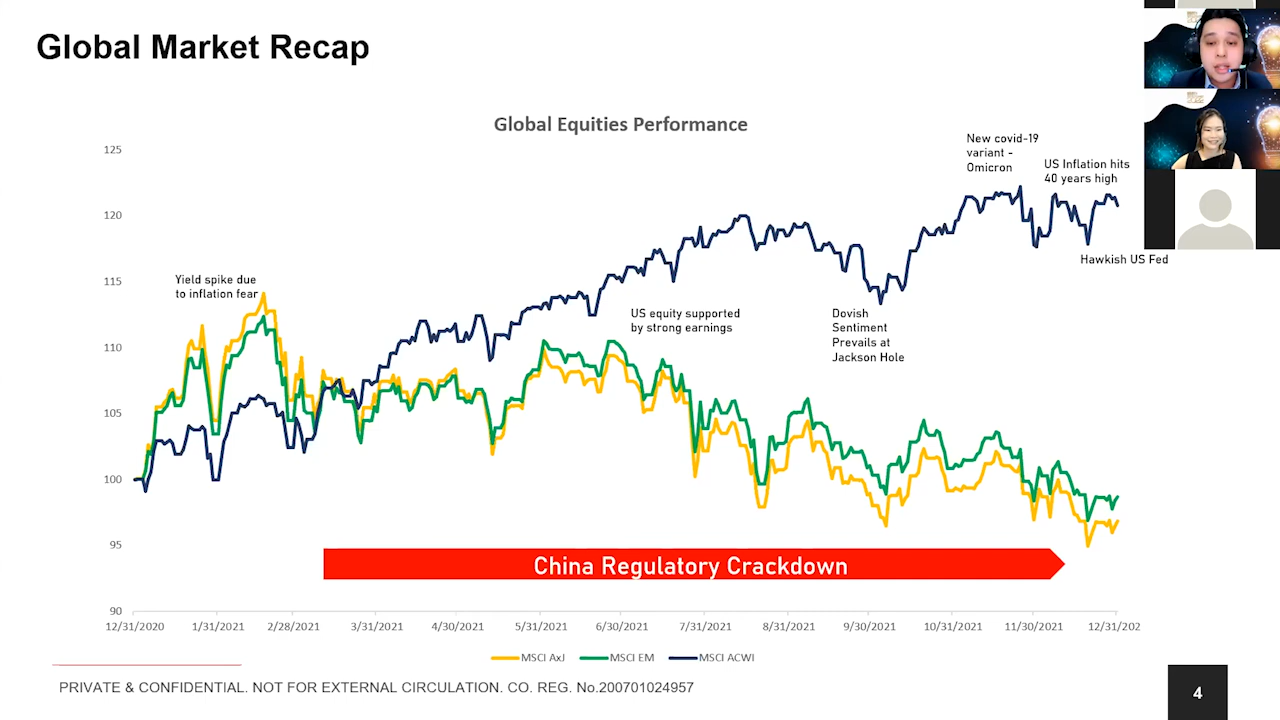 Global Market Recap
Global Equities Performance
125
120
115
110
105
100
95
90
Yield spike due
to inflation fear
US equity supported
by strong earnings
Dovish
Sentiment
Prevails at
Jackson Hole
New covid-19
variant -
Omicron
US Inflation hits
40 years high
Hawkish US Fed
China Regulatory Crackdown
12/31/2020 1/31/2021 2/28/2021 3/31/2021 4/30/2021 5/31/2021 6/30/2021 7/31/2021 8/31/2021 9/30/2021 10/31/2021 11/30/2021 12/31/202
MSCI AxJ MSCI EM MSCI ACWI
PRIVATE & CONFIDENTIAL. NOT FOR EXTERNAL CIRCULATION. CO. REG. No.200701024957
4